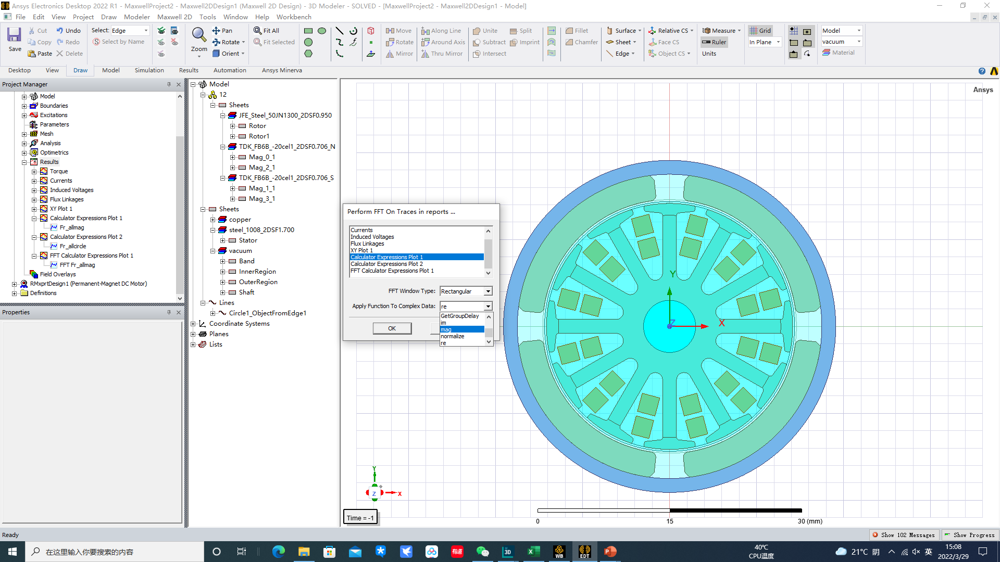 Ansys Electronics Desktop 2022 R1 - MaxwellProject2 - Maxwell2DDesign1 (Maxwell 2D Design) - 3D Modeler - SOLVED - [MaxwellProject2 - Maxwell2DDesign1 - Model]
File Edit View Project Draw Modeler Maxwell 2D Tools Window Help Workbench
Save
Cut
Copy
Paste
Undo
Redo
Delete
Select: Edge
Select by Name
Zoom
Pan
Rotate
Orient
Fit All
Fit Selected
Move
Rotate
Mirror
Along Line
Around Axis
Thru Mirror
Unite
Subtract
Intersect
Split
Imprint
Fillet
Chamfer
Surface
Sheet
Edge
Relative CS
Face CS
Object CS
Measure
Ruler
Units
Grid
In Plane
Model
vacuum
Material
Desktop View Draw Model Simulation Results Automation Ansys Minerva
Project Manager
Model
Boundaries
Excitations
Parameters
Mesh
Analysis
Optimetrics
Results
Torque
Currents
Induced Voltages
Flux Linkages
XY Plot 1
Calculator Expressions Plot 1
Fr_allmag
Calculator Expressions Plot 2
Fr_allcircle
FFT Calculator Expressions Plot 1
FFT Fr_allmag
Field Overlays
RMxprtDesign1 (Permanent-Magnet DC Motor)
Definitions
Properties
Model
12
Sheets
JFE_Steel_50JN1300_2DSF0.950
Rotor
Rotor1
TDK_FB6B_-20cel1_2DSF0.706_N
Mag_0_1
Mag_2_1
TDK_FB6B_-20cel1_2DSF0.706_S
Mag_1_1
Mag_3_1
Sheets
copper
steel_1008_2DSF1.700
Stator
vacuum
Band
InnerRegion
OuterRegion
Shaft
Lines
Circle1_ObjectFromEdge1
Coordinate Systems
Planes
Lists
Perform FFT On Traces in reports ...
Currents
Induced Voltages
Flux Linkages
XY Plot 1
Calculator Expressions Plot 1
Calculator Expressions Plot 2
FFT Calculator Expressions Plot 1
FFT Window Type: Rectangular
Apply Function To Complex Data: re
GetGroupDelay
im
mag
normalize
re
OK
Ansys
Y
X
Z
Y
Z
X
Time = -1
0 15 30 (mm)
Ready
Show 102 Messages
Show Progress
在这里输入你要搜索的内容
有道
3D
WB
EDT
40℃
CPU温度
21°C 阴
英
15:08
2022/3/29